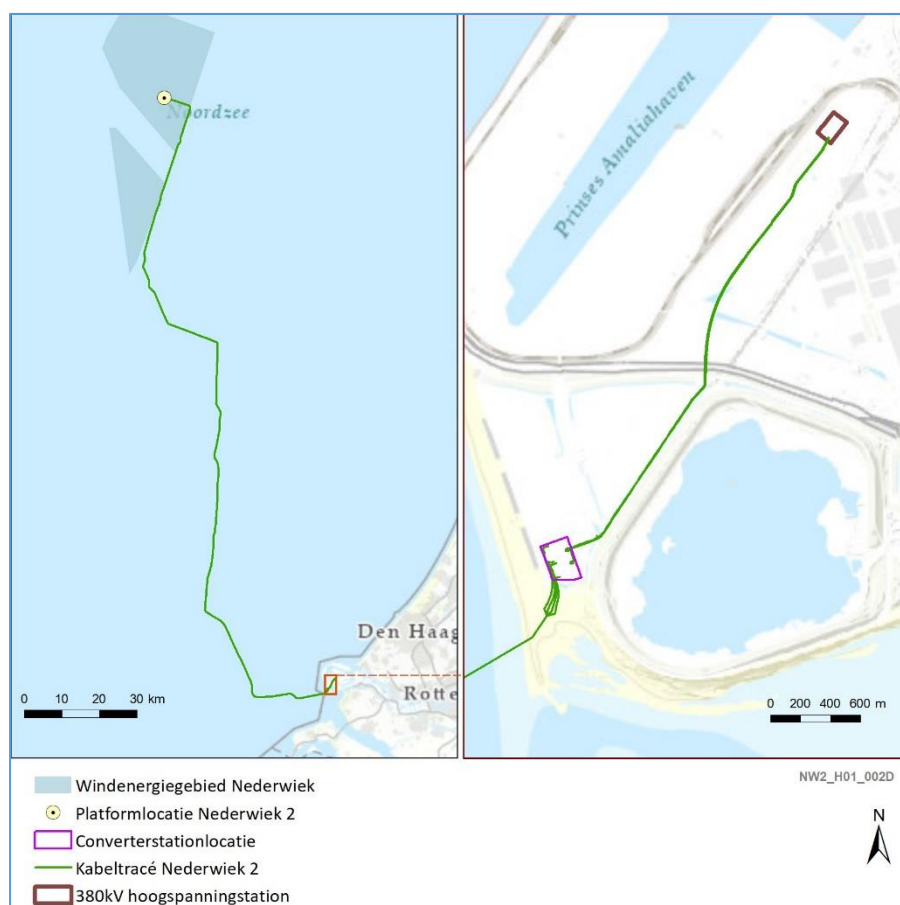 Noordzee
Den Haag
Rotte
0 10 20 30 km
Prinses Amaliahaven
0 200 400 600 m
NW2_H01_002D
Windenergiegebied Nederwiek
Platformlocatie Nederwiek 2
Converterstationlocatie
Kabeltracé Nederwiek 2
380kV hoogspanningstation
N